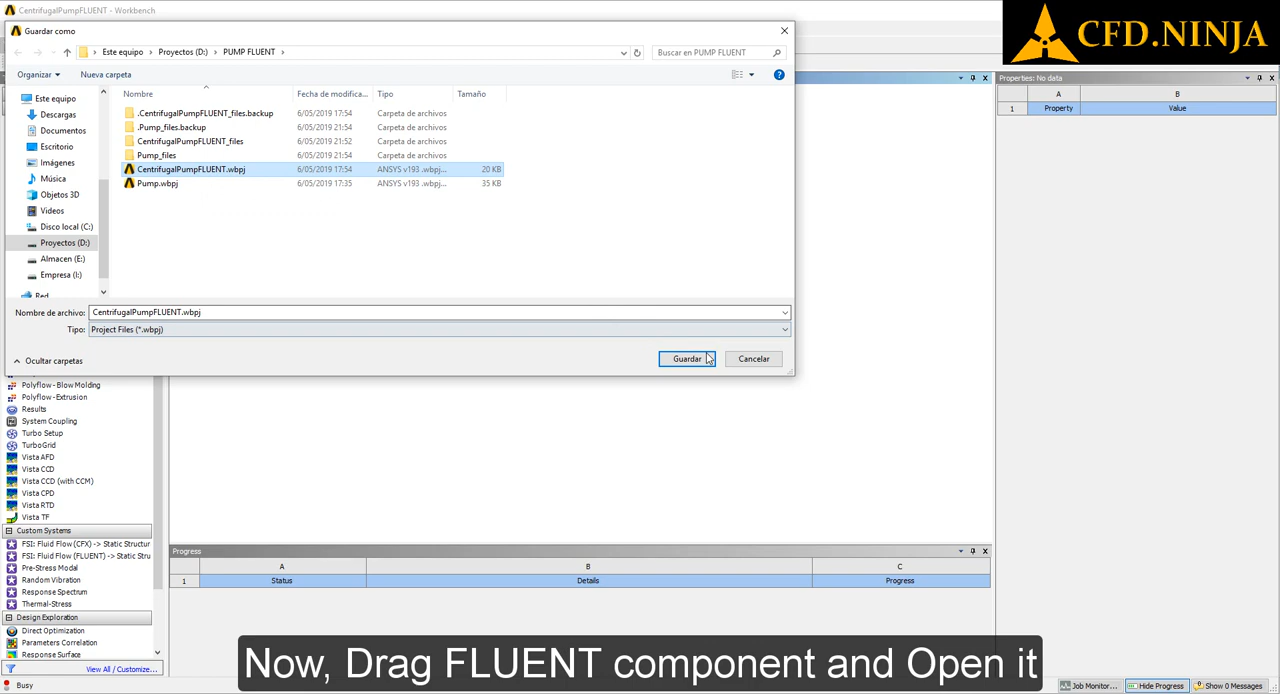 CentrifugalPumpFLUENT - Workbench
Guardar como
CFD.NINJA
Este equipo > Proyectos (D:) > PUMP FLUENT >
Buscar en PUMP FLUENT
Organizar
Nueva carpeta
Properties: No data
Nombre
Fecha de modifica...
Tipo
Tamaño
A
B
1
Property
Value
Este equipo
Descargas
Documentos
Escritorio
Imágenes
Música
Objetos 3D
Videos
Disco local (C:)
Proyectos (D:)
Almacen (E:)
Empresa (I:)
Red
.CentrifugalPumpFLUENT_files.backup 6/05/2019 17:54 Carpeta de archivos
.Pump_files.backup 6/05/2019 21:54 Carpeta de archivos
CentrifugalPumpFLUENT_files 6/05/2019 21:52 Carpeta de archivos
Pump_files 6/05/2019 21:54 Carpeta de archivos
CentrifugalPumpFLUENT.wbpj 6/05/2019 17:54 ANSYS v193 .wbpj... 20 KB
Pump.wbpj 6/05/2019 17:35 ANSYS v193 .wbpj... 35 KB
Nombre de archivo: CentrifugalPumpFLUENT.wbpj
Tipo: Project Files (*.wbpj)
Ocultar carpetas
Guardar
Cancelar
Polyflow - Blow Molding
Polyflow - Extrusion
Results
System Coupling
Turbo Setup
TurboGrid
Vista AFD
Vista CCD
Vista CCD (with CCM)
Vista CPD
Vista RTD
Vista TF
Custom Systems
FSI: Fluid Flow (CFX) -> Static Structur
FSI: Fluid Flow (FLUENT) -> Static Stru
Pre-Stress Modal
Random Vibration
Response Spectrum
Thermal-Stress
Design Exploration
Direct Optimization
Parameters Correlation
Response Surface
View All / Customize...
Progress
A
B
C
1
Status
Details
Progress
Now, Drag FLUENT component and Open it
Busy
Job Monitor...
Hide Progress
Show 0 Messages